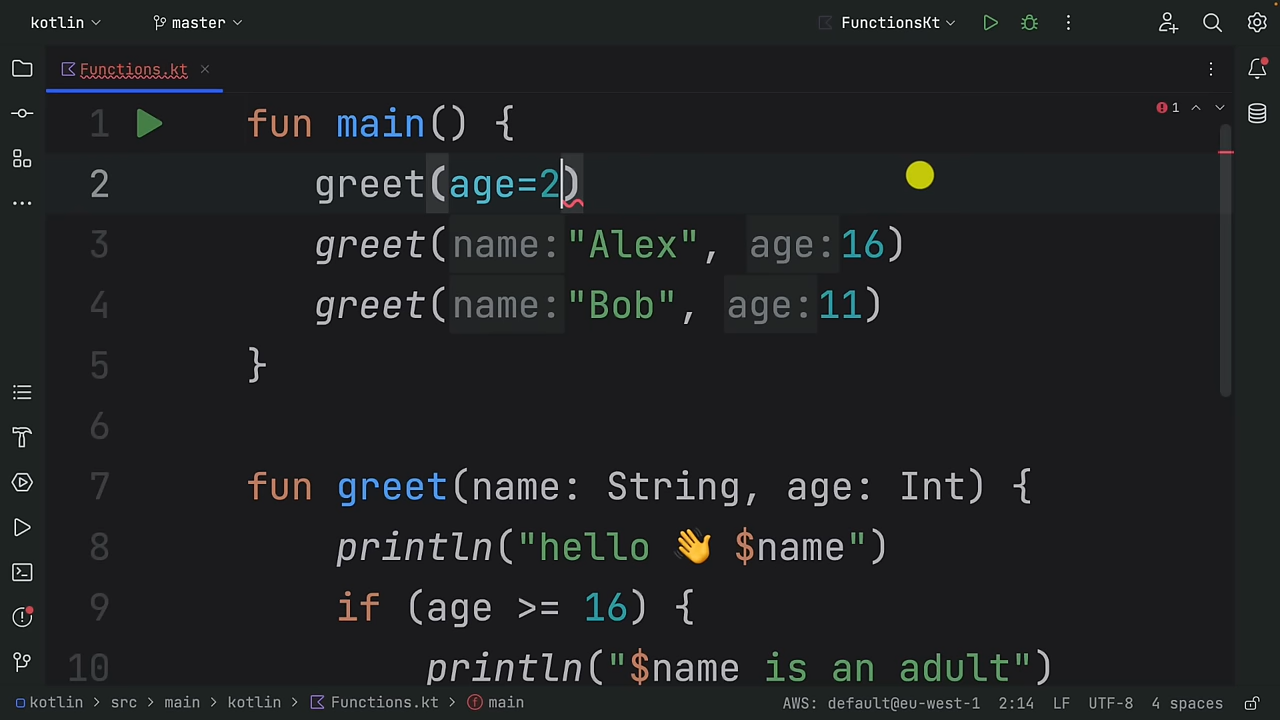 kotlin master FunctionsKt
Functions.kt
1 fun main() {
1
2 greet(age=2)
3 greet(name:"Alex", age:16)
4 greet(name:"Bob", age:11)
5 }
6
7 fun greet(name: String, age: Int) {
8 println("hello 👋 $name")
9 if (age >= 16) {
10 println("$name is an adult")
kotlin > src > main > kotlin > Functions.kt > main AWS: default@eu-west-1 2:14 LF UTF-8 4 spaces